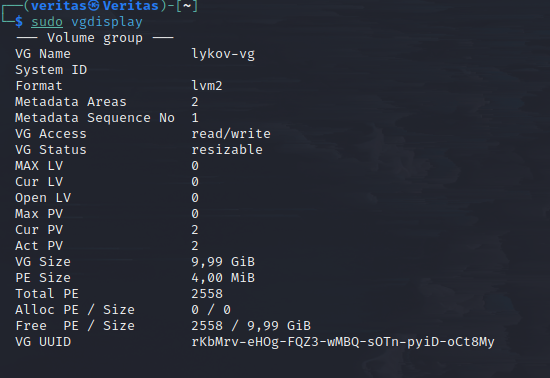 ┌──(veritas㉿Veritas)-[~]
└─$ sudo vgdisplay
--- Volume group ---
VG Name lykov-vg
System ID
Format lvm2
Metadata Areas 2
Metadata Sequence No 1
VG Access read/write
VG Status resizable
MAX LV 0
Cur LV 0
Open LV 0
Max PV 0
Cur PV 2
Act PV 2
VG Size 9,99 GiB
PE Size 4,00 MiB
Total PE 2558
Alloc PE / Size 0 / 0
Free PE / Size 2558 / 9,99 GiB
VG UUID rKbMrv-eHOg-FQZ3-wMBQ-sOTn-pyiD-oCt8My